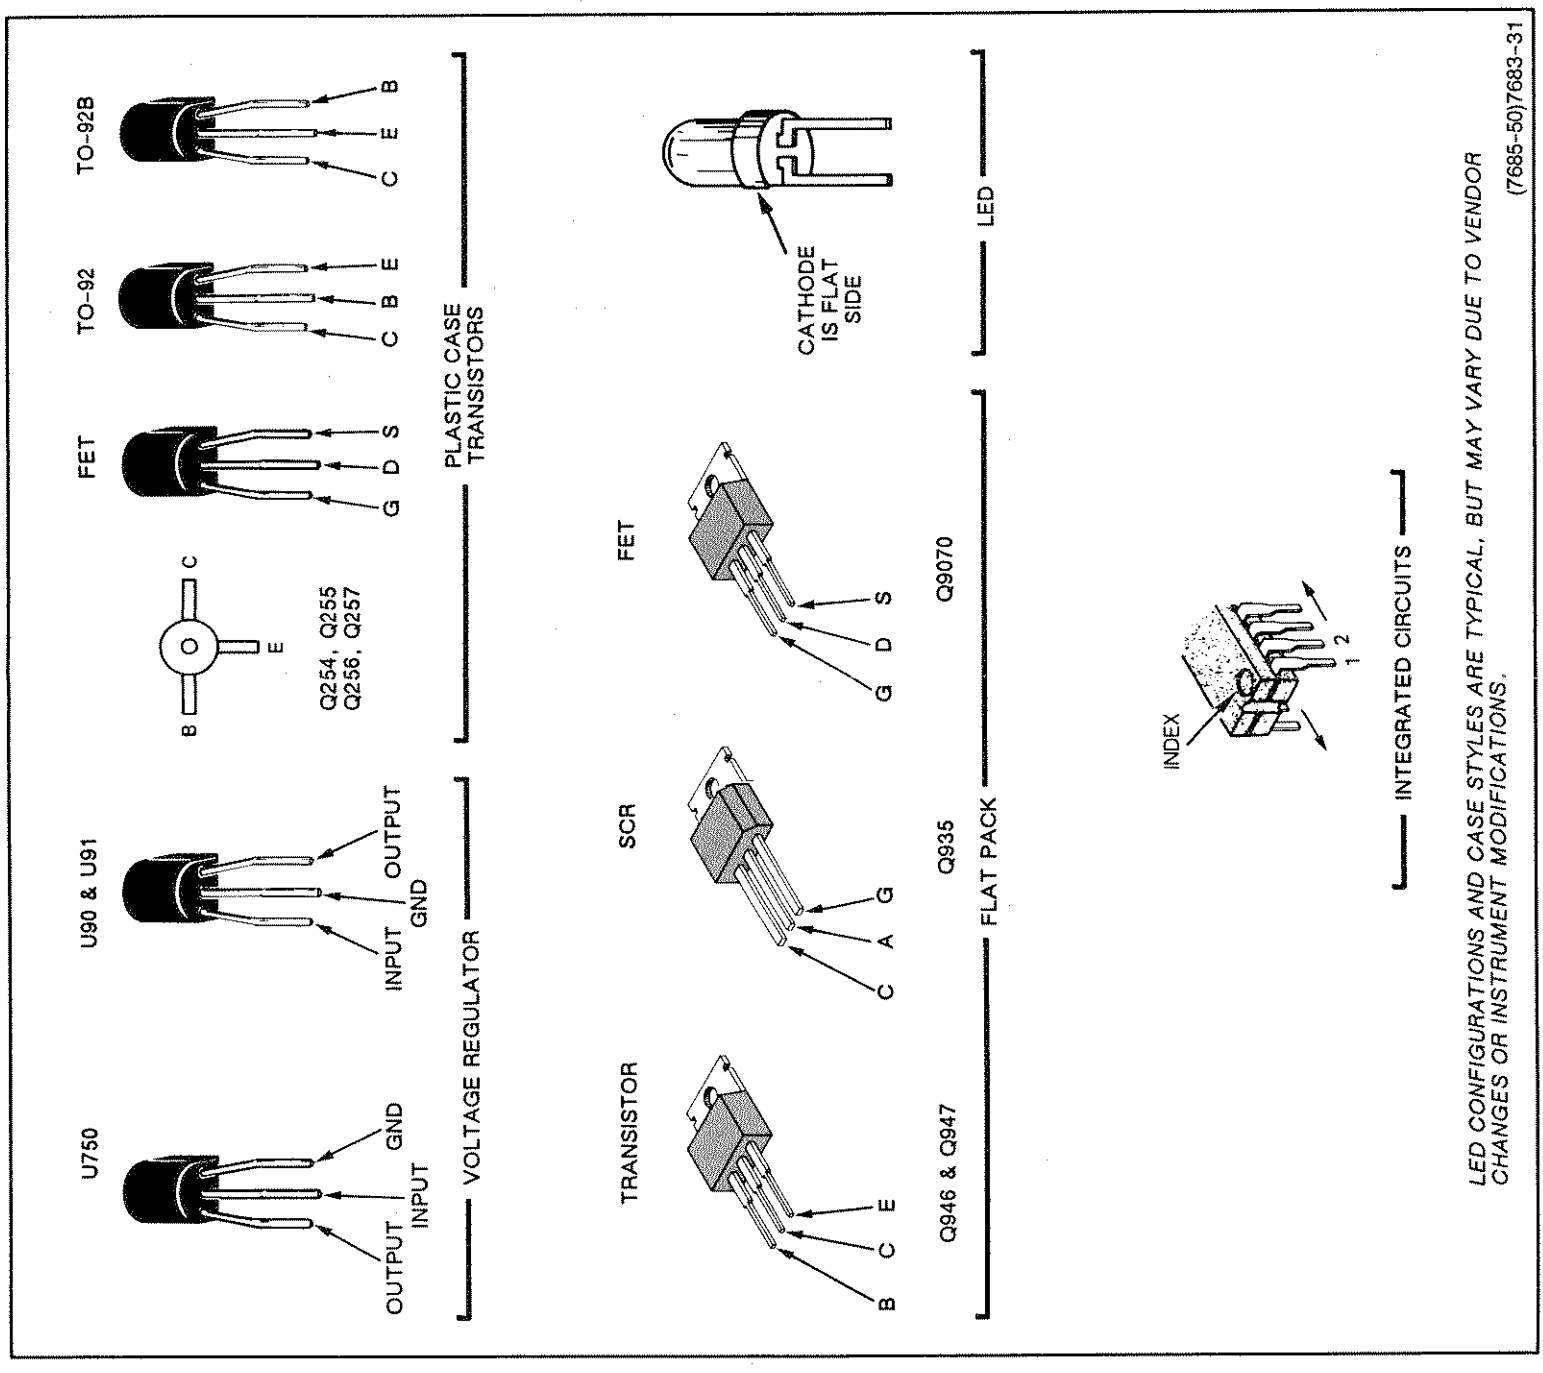 U750
OUTPUT
INPUT
GND
U90 & U91
INPUT
GND
OUTPUT
VOLTAGE REGULATOR
B
C
E
Q254, Q255
Q256, Q257
FET
G
D
S
TO-92
C
B
E
TO-92B
C
E
B
PLASTIC CASE
TRANSISTORS
TRANSISTOR
B
C
E
Q946 & Q947
SCR
C
A
G
Q935
FET
G
D
S
Q9070
FLAT PACK
CATHODE
IS FLAT
SIDE
LED
INDEX
1
2
INTEGRATED CIRCUITS
LED CONFIGURATIONS AND CASE STYLES ARE TYPICAL, BUT MAY VARY DUE TO VENDOR
CHANGES OR INSTRUMENT MODIFICATIONS.
(7685-50)7683-31